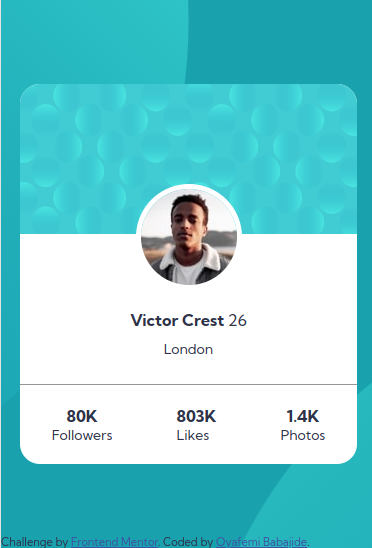 Victor Crest 26
London
80K 803K 1.4K
Followers Likes Photos
Challenge by Frontend Mentor. Coded by Oyafemi Babajide.